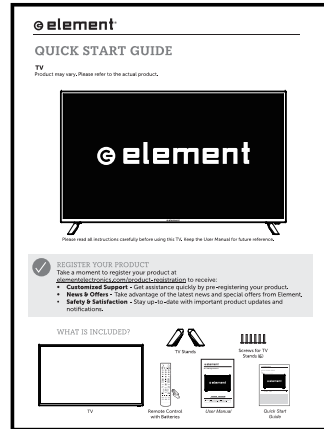 element
QUICK START GUIDE
TV
Product may vary. Please refer to the actual product.
element
Please read all instructions carefully before using this TV. Keep the User Manual for future reference.
REGISTER YOUR PRODUCT
Take a moment to register your product at
elementelectronics.com/product-registration to receive:
• Customized Support - Get assistance quickly by pre-registering your product.
• News & Offers - Take advantage of the latest news and special offers from Element.
• Safety & Satisfaction - Stay up-to-date with important product updates and
notifications.
WHAT IS INCLUDED?
TV Stands
Screws for TV
Stands
TV
Remote Control
with Batteries
User Manual
Quick Start
Guide